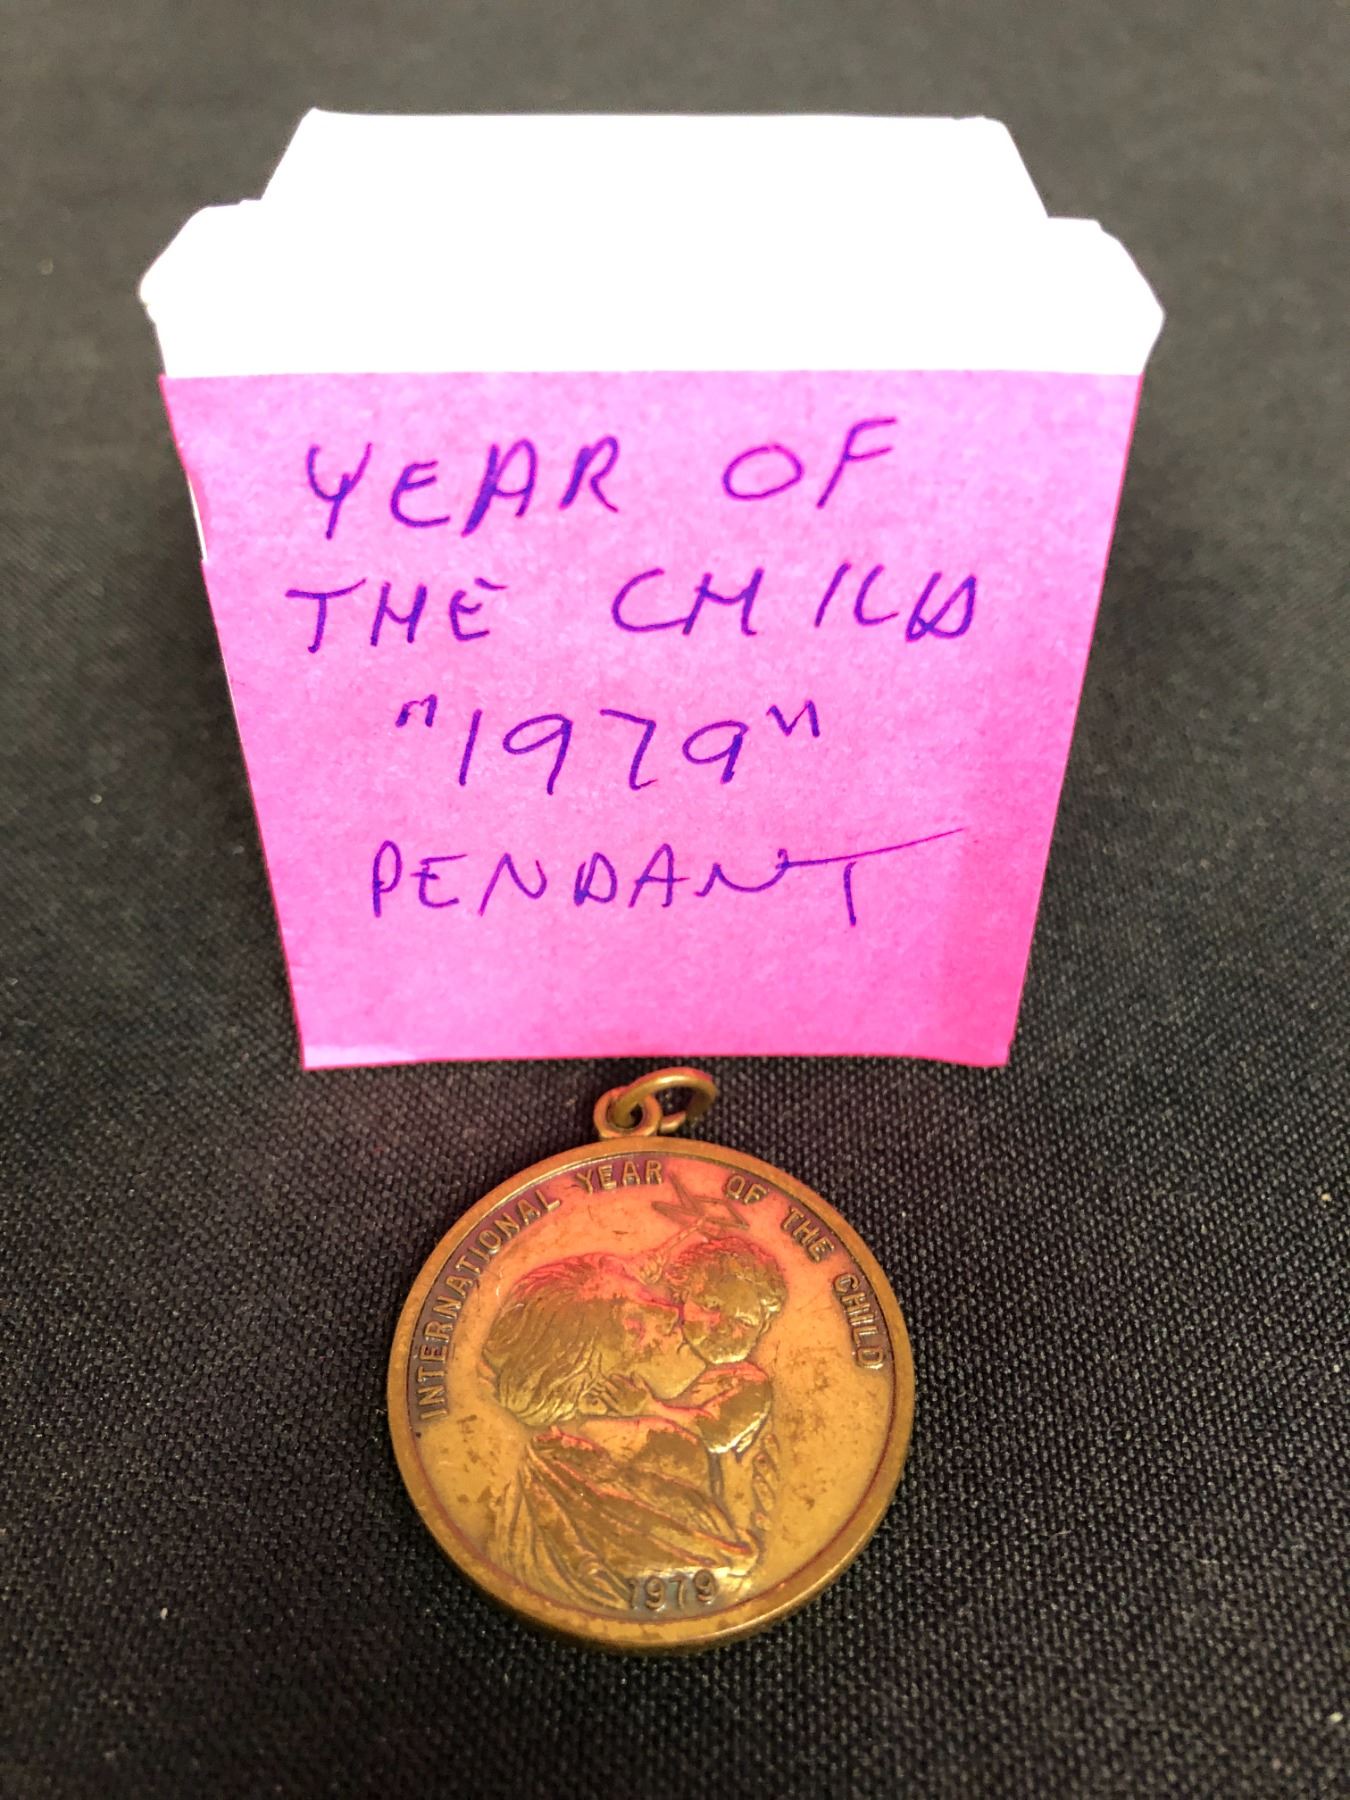 YEAR OF
THE CHILD
"1979"
PENDANT
INTERNATIONAL YEAR OF THE CHILD
1979